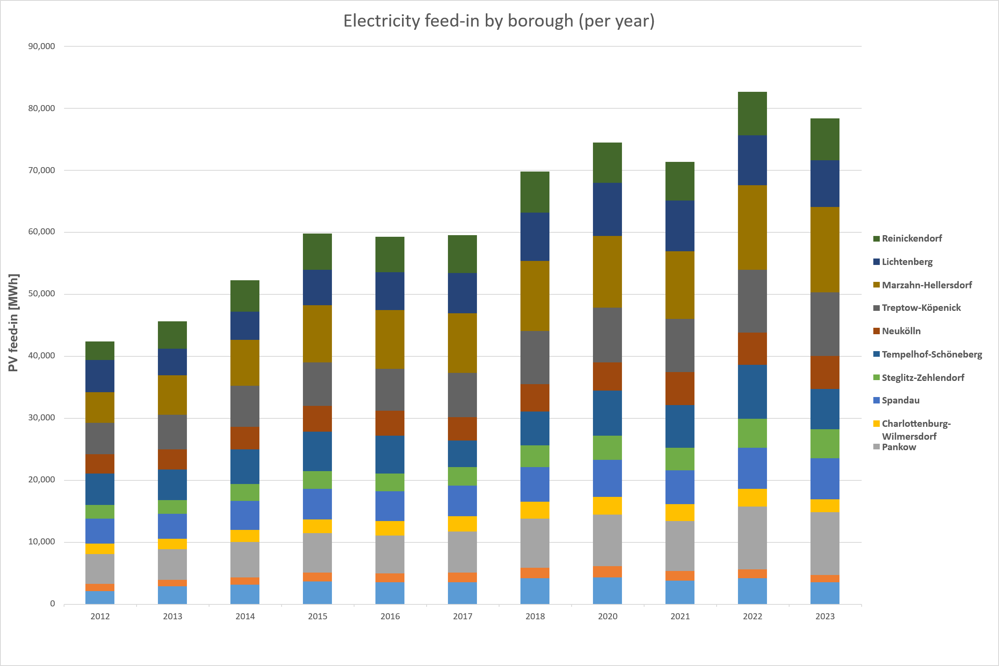 Electricity feed-in by borough (per year)
90,000
80,000
70,000
60,000
50,000
40,000
30,000
20,000
10,000
0
PV feed-in [MWh]
2012
2013
2014
2015
2016
2017
2018
2020
2021
2022
2023
Reinickendorf
Lichtenberg
Marzahn-Hellersdorf
Treptow-Köpenick
Neukölln
Tempelhof-Schöneberg
Steglitz-Zehlendorf
Spandau
Charlottenburg-
Wilmersdorf
Pankow